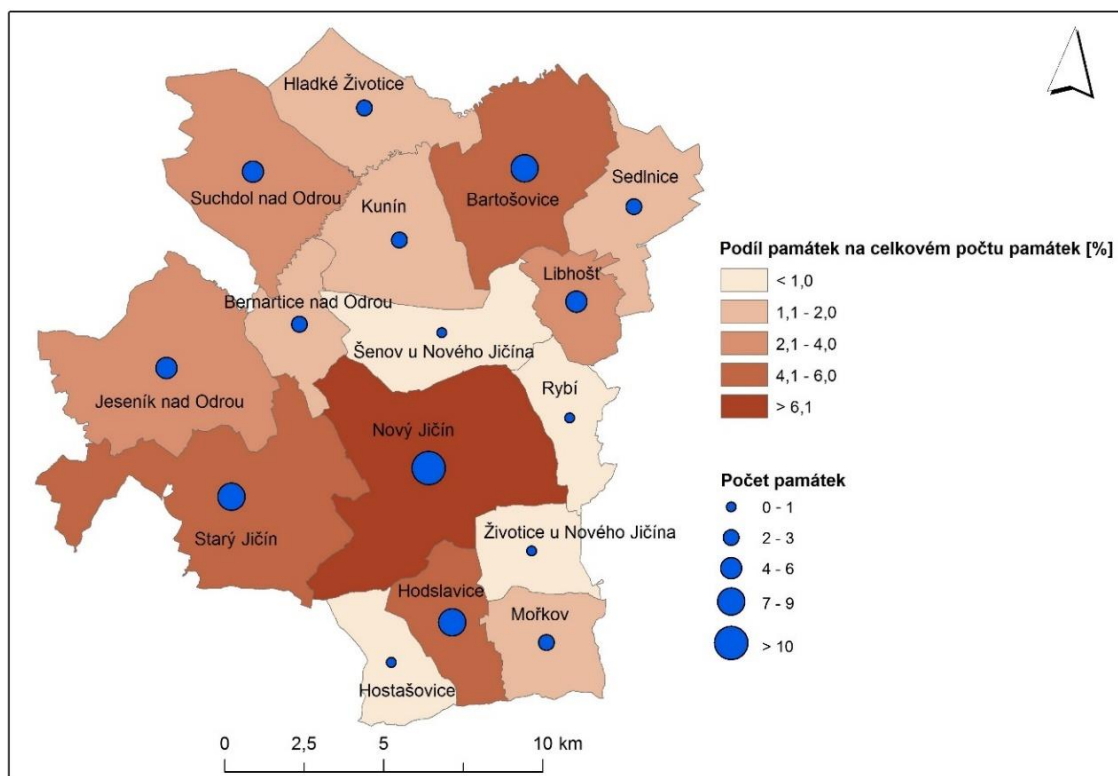 Hladké Životice
Suchdol nad Odrou
Kunín
Bartošovice
Sedlnice
Libhošť
Bernartice nad Odrou
Šenov u Nového Jičína
Rybí
Jeseník nad Odrou
Nový Jičín
Starý Jičín
Životice u Nového Jičína
Hodslavice
Mořkov
Hostašovice
Podíl památek na celkovém počtu památek [%]
< 1,0
1,1 - 2,0
2,1 - 4,0
4,1 - 6,0
> 6,1
Počet památek
0 - 1
2 - 3
4 - 6
7 - 9
> 10
0 2,5 5 10 km